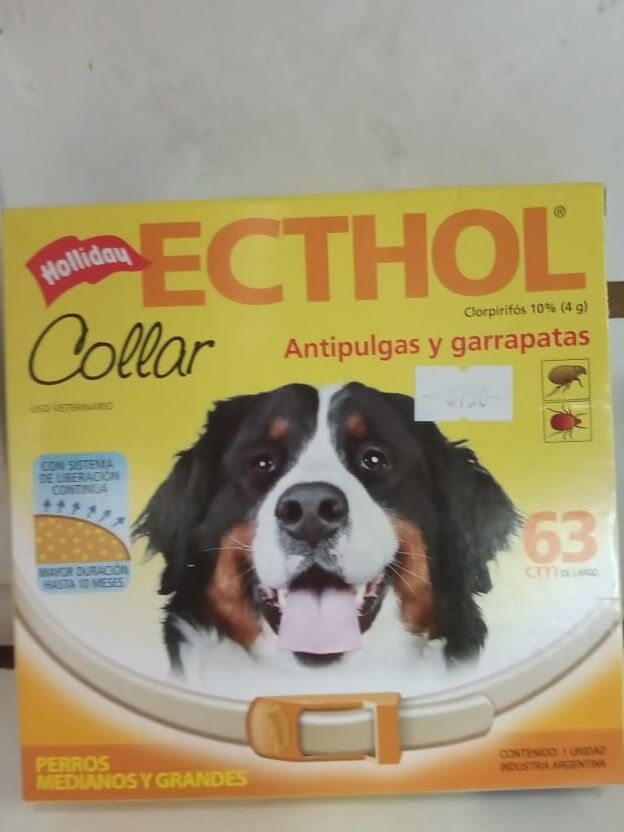 Holliday
ECTHOL®
Clorpirifós 10% (4 g)
Collar
Antipulgas y garrapatas
USO VETERINARIO
CON SISTEMA
DE LIBERACIÓN
CONTINUA
MAYOR DURACIÓN
HASTA 10 MESES
63
cm DE LARGO
PERROS
MEDIANOS Y GRANDES
CONTENIDO: 1 UNIDAD
INDUSTRIA ARGENTINA